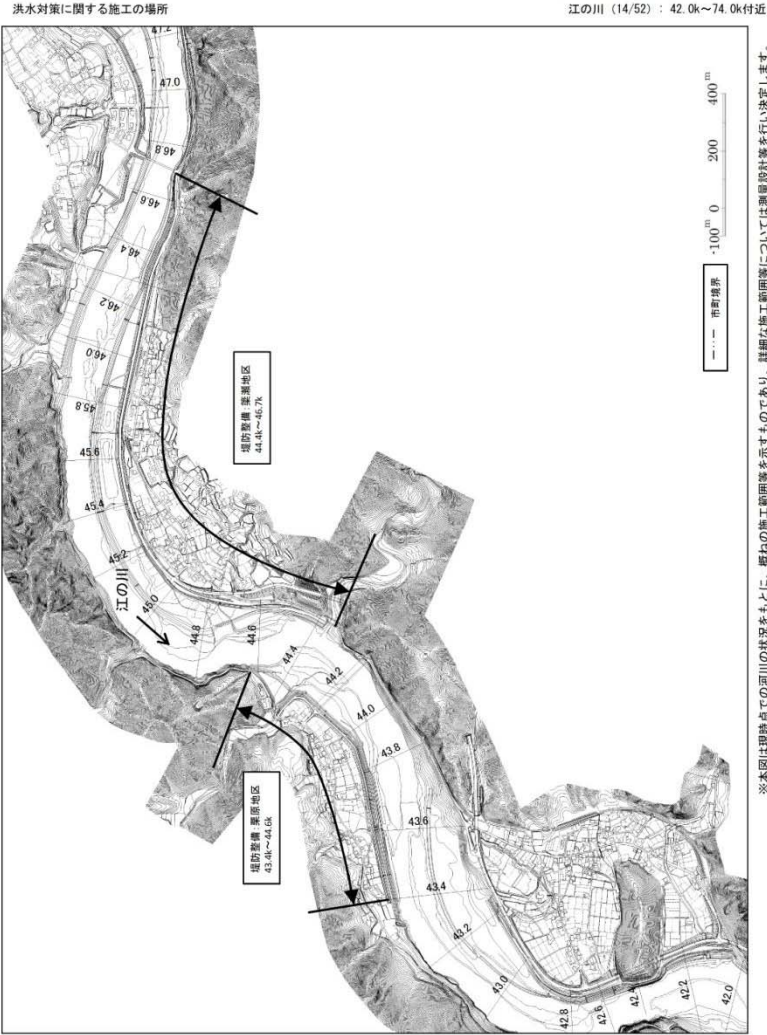 洪水対策に関する施工の場所
江の川 (14/52) : 42.0k～74.0k付近
47.2
47.0
46.8
46.6
46.4
46.2
46.0
45.8
45.6
45.4
45.2
45.0
44.8
44.6
44.4
44.2
44.0
43.8
43.6
43.4
43.2
43.0
42.8
42.6
42.4
42.2
42.0
江の川
堤防整備:簗瀬地区
44.4k～46.7k
堤防整備:栗原地区
43.4k～44.6k
-100m 0 200 400m
市町境界
※本図は現時点での河川の状況をもとに、概ねの施工範囲等を示すものであり、詳細な施工範囲等については測量設計等を行い決定します。